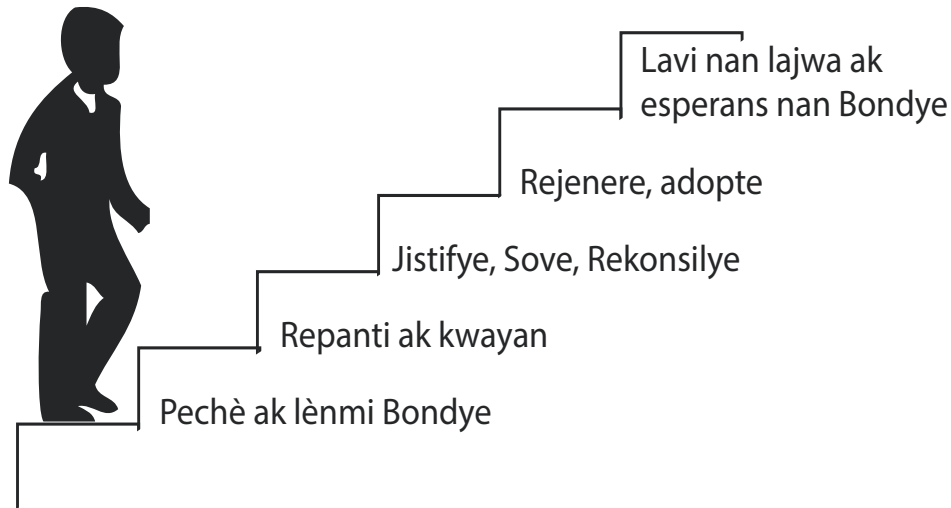 Lavi nan lajwa ak
esperans nan Bondye
Rejenere, adopte
Jistifye, Sove, Rekonsilye
Repanti ak kwayan
Pechè ak lènmi Bondye